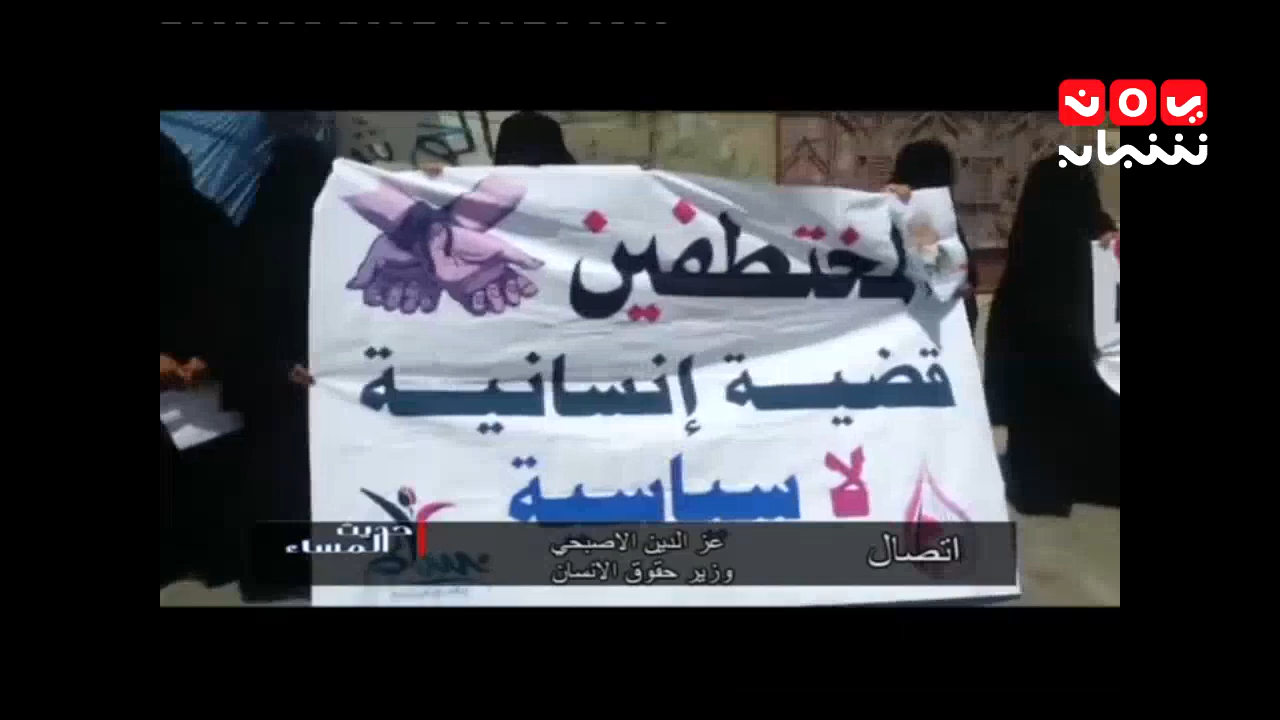 يمن
شباب
المختطفين
قضية إنسانية
لا سياسية
اتصال
عز الدين الاصبحي
وزير حقوق الانسان
حديث
المساء